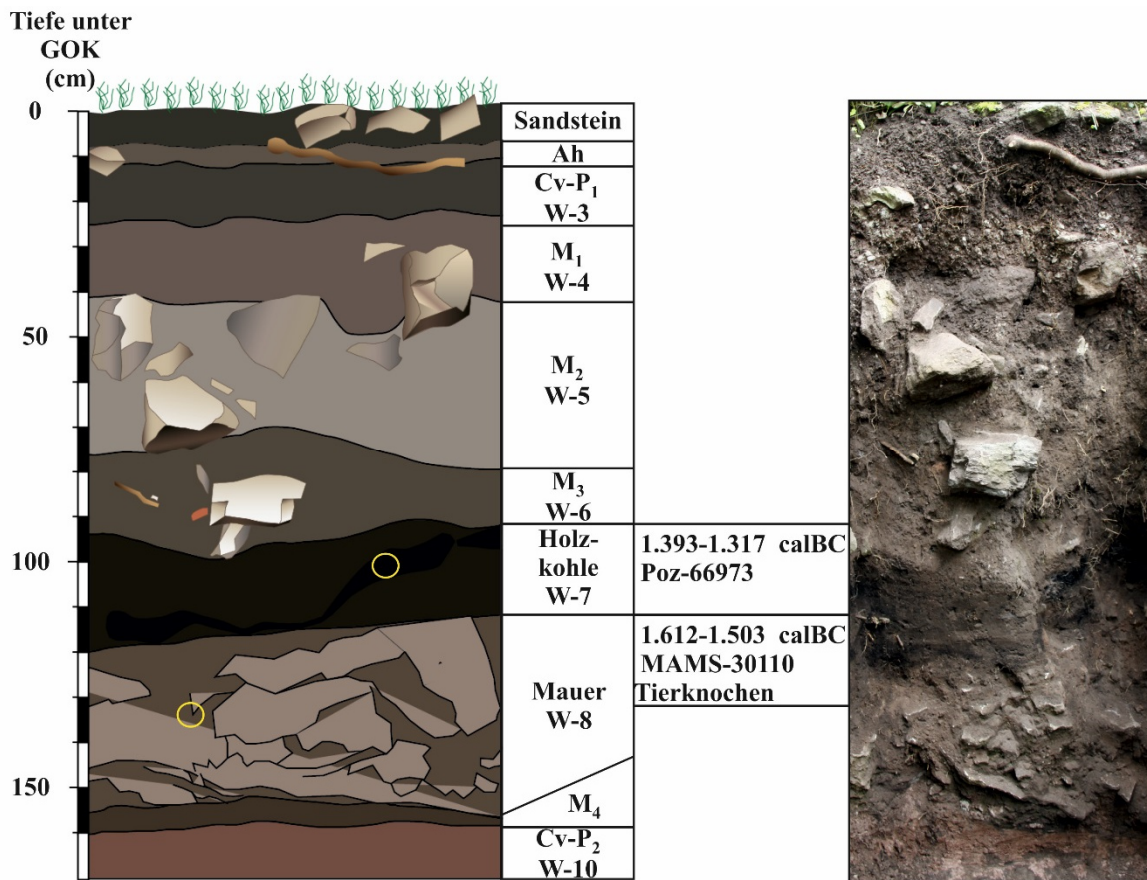 Tiefe unter
GOK
(cm)
0
50
100
150
Sandstein
Ah
Cv-P₁
W-3
M₁
W-4
M₂
W-5
M₃
W-6
Holz-
kohle
W-7
1.393-1.317 calBC
Poz-66973
Mauer
W-8
1.612-1.503 calBC
MAMS-30110
Tierknochen
M₄
Cv-P₂
W-10